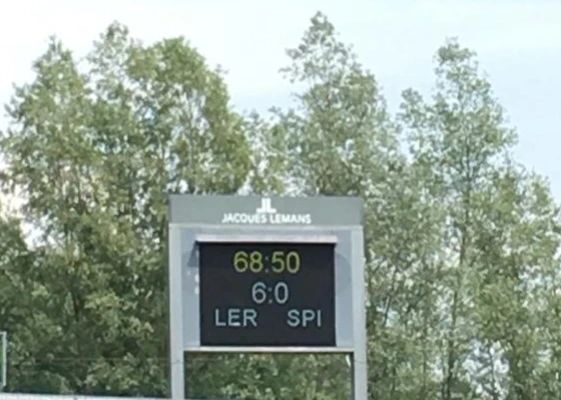 JACQUES LEMANS
68:50
6:0
LER SPI